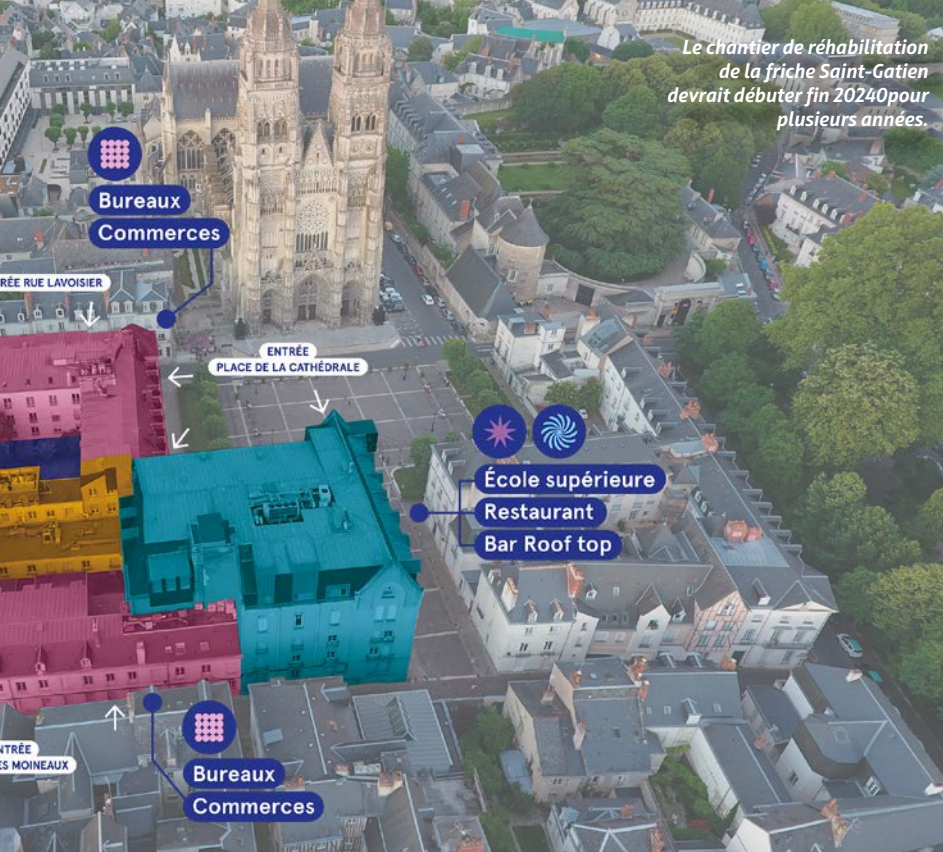 Le chantier de réhabilitation
de la friche Saint-Gatien
devrait débuter fin 20240pour
plusieurs années.
Bureaux
Commerces
RÉE RUE LAVOISIER
ENTRÉE
PLACE DE LA CATHÉDRALE
École supérieure
Restaurant
Bar Roof top
NTRÉE
ES MOINEAUX
Bureaux
Commerces